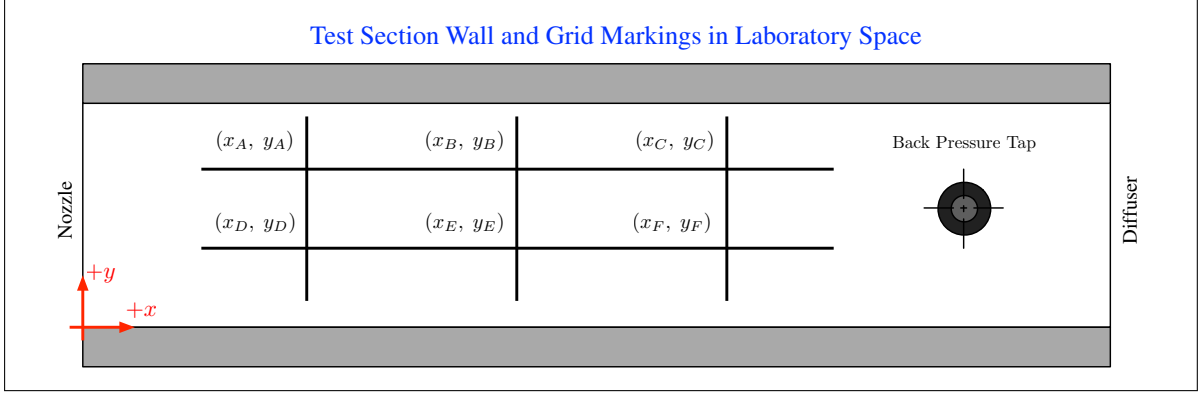 Test Section Wall and Grid Markings in Laboratory Space
(x_A, y_A) (x_B, y_B) (x_C, y_C)
Back Pressure Tap
(x_D, y_D) (x_E, y_E) (x_F, y_F)
Nozzle
Diffuser
+y
+x